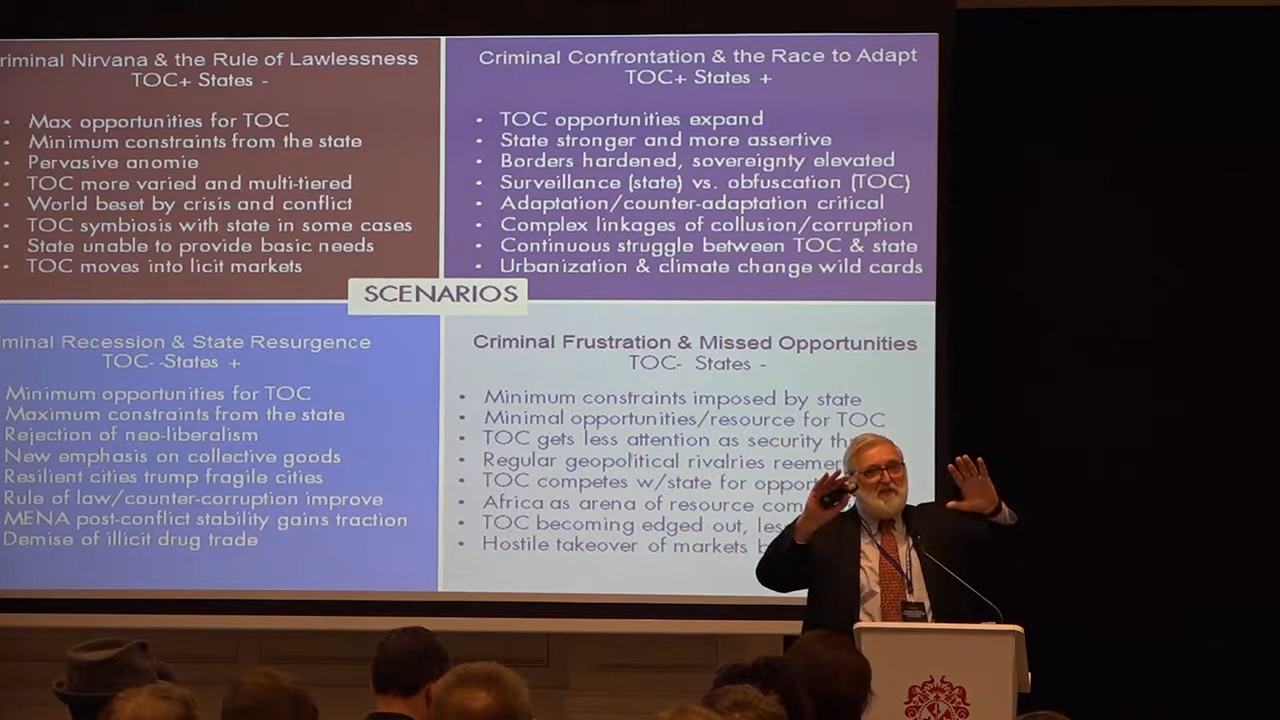 riminal Nirvana & the Rule of Lawlessness
TOC+ States -
• Max opportunities for TOC
• Minimum constraints from the state
• Pervasive anomie
• TOC more varied and multi-tiered
• World beset by crisis and conflict
• TOC symbiosis with state in some cases
• State unable to provide basic needs
• TOC moves into licit markets
Criminal Confrontation & the Race to Adapt
TOC+ States +
• TOC opportunities expand
• State stronger and more assertive
• Borders hardened, sovereignty elevated
• Surveillance (state) vs. obfuscation (TOC)
• Adaptation/counter-adaptation critical
• Complex linkages of collusion/corruption
• Continuous struggle between TOC & state
• Urbanization & climate change wild cards
SCENARIOS
minal Recession & State Resurgence
TOC- -States +
Minimum opportunities for TOC
Maximum constraints from the state
Rejection of neo-liberalism
New emphasis on collective goods
Resilient cities trump fragile cities
Rule of law/counter-corruption improve
MENA post-conflict stability gains traction
Demise of illicit drug trade
Criminal Frustration & Missed Opportunities
TOC- States -
• Minimum constraints imposed by state
• Minimal opportunities/resource for TOC
• TOC gets less attention as security th
• Regular geopolitical rivalries reemer
• TOC competes w/state for oppor
• Africa as arena of resource com
• TOC becoming edged out, les
• Hostile takeover of markets b